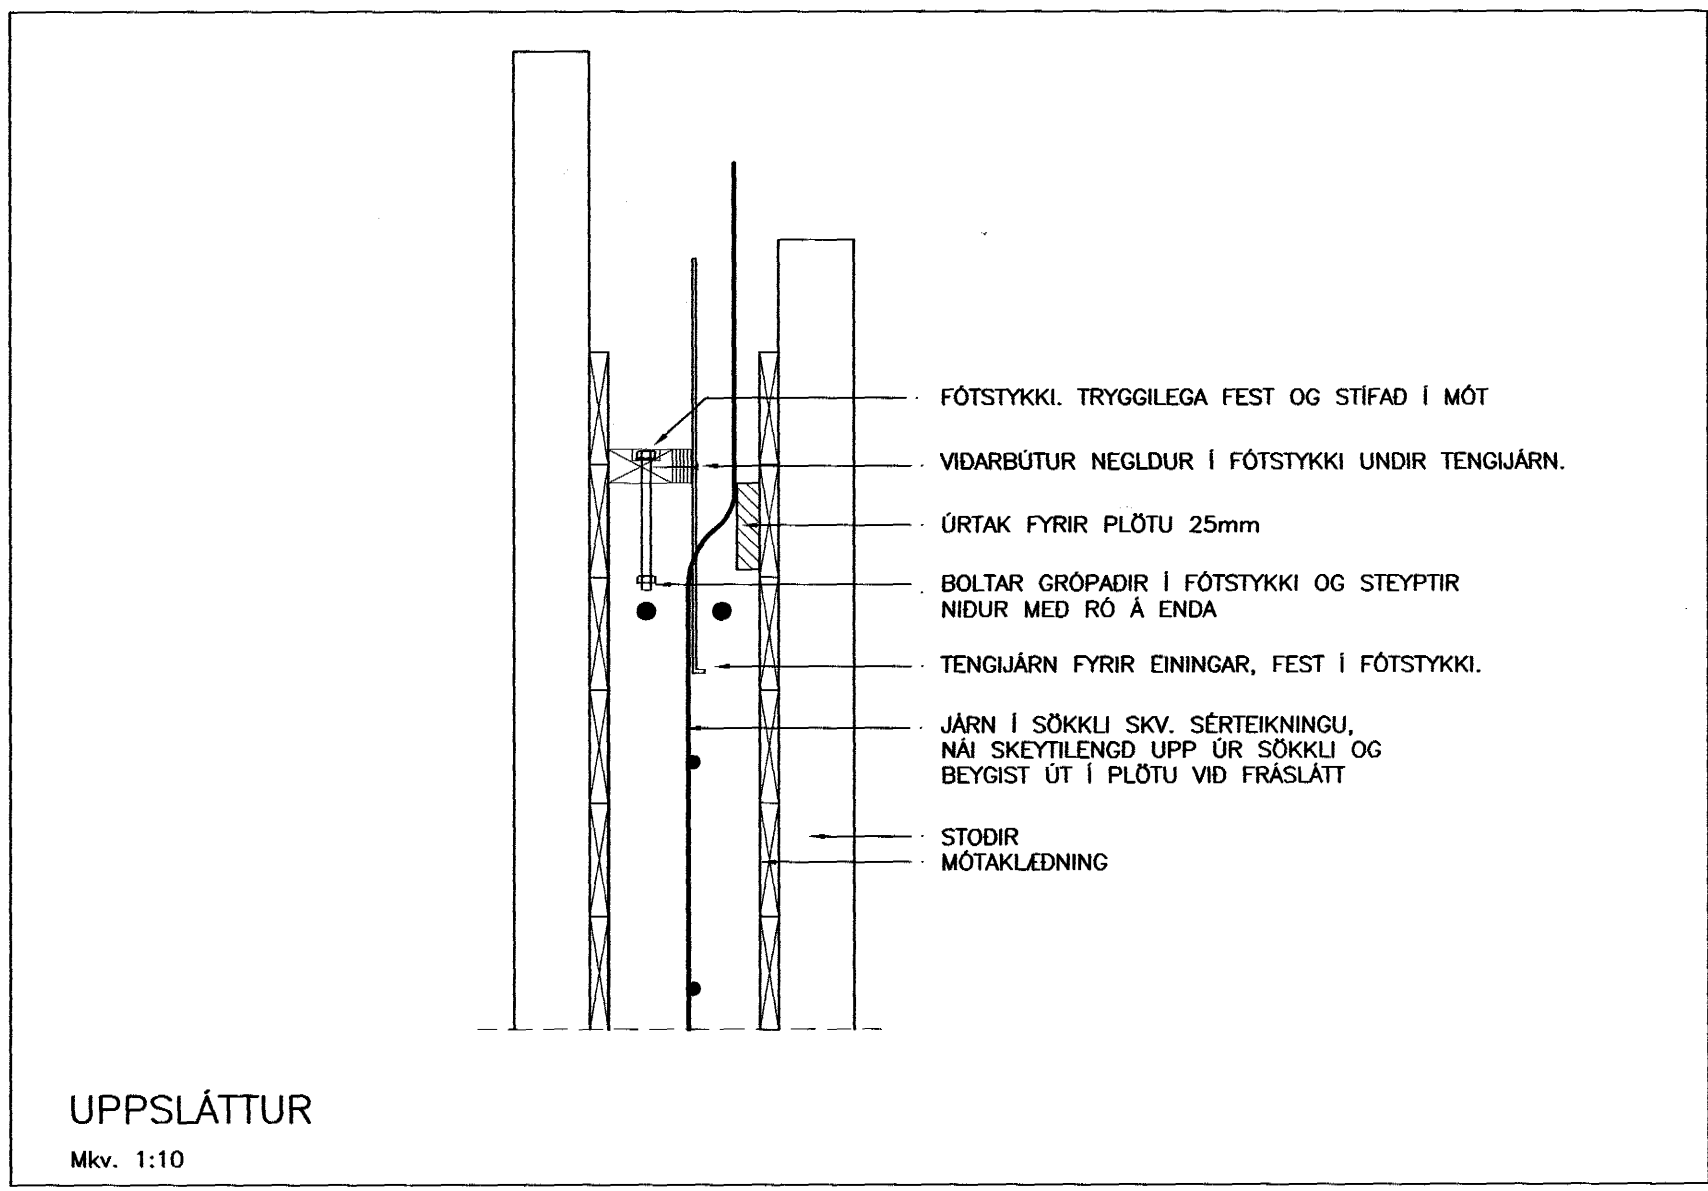 FÓTSTYKKI. TRYGGILEGA FEST OG STÍFAÐ Í MÓT
VIÐARBÚTUR NEGLDUR Í FÓTSTYKKI UNDIR TENGIJÁRN.
ÚRTAK FYRIR PLÖTU 25mm
BOLTAR GRÓPAÐIR Í FÓTSTYKKI OG STEYPTIR
NIÐUR MEÐ RÓ Á ENDA
TENGIJÁRN FYRIR EININGAR, FEST Í FÓTSTYKKI.
JÁRN Í SÖKKLI SKV. SÉRTEIKNINGU,
NÁI SKEYTILENGD UPP ÚR SÖKKLI OG
BEYGIST ÚT Í PLÖTU VIÐ FRÁSLÁTT
STOÐIR
MÓTAKLÆÐNING
UPPSLÁTTUR
Mkv. 1:10